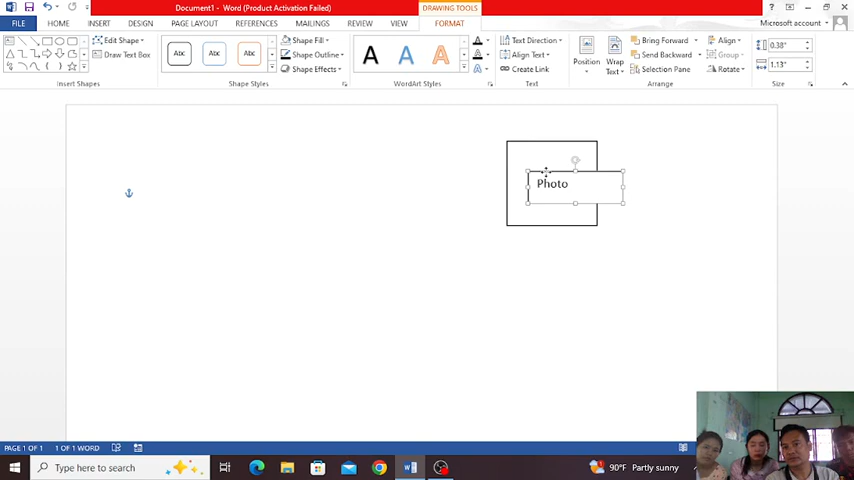 Document1 - Word (Product Activation Failed)
DRAWING TOOLS
FILE HOME INSERT DESIGN PAGE LAYOUT REFERENCES MAILINGS REVIEW VIEW FORMAT Microsoft account
Edit Shape
Draw Text Box
Insert Shapes
Abc Abc Abc
Shape Fill
Shape Outline
Shape Effects
Shape Styles
A A A
WordArt Styles
Text Direction
Align Text
Create Link
Text
Position
Wrap
Text
Bring Forward
Send Backward
Selection Pane
Align
Group
Rotate
Arrange
0.38"
1.13"
Size
Photo
PAGE 1 OF 1 1 OF 1 WORD
Type here to search
90°F Partly sunny